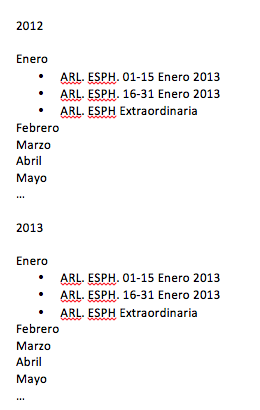 2012
Enero
• ARL. ESPH. 01-15 Enero 2013
• ARL. ESPH. 16-31 Enero 2013
• ARL. ESPH Extraordinaria
Febrero
Marzo
Abril
Mayo
…
2013
Enero
• ARL. ESPH. 01-15 Enero 2013
• ARL. ESPH. 16-31 Enero 2013
• ARL. ESPH Extraordinaria
Febrero
Marzo
Abril
Mayo
…